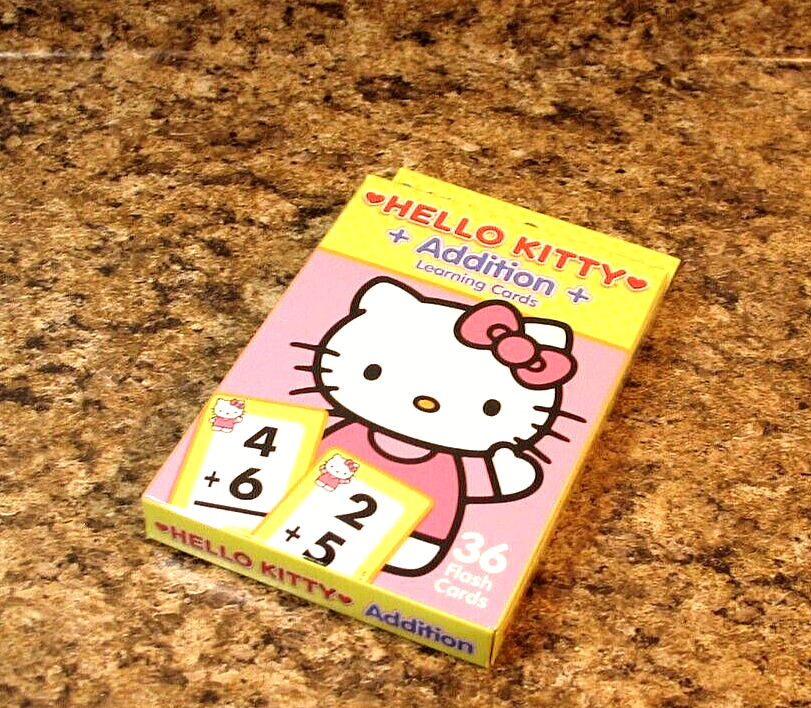 HELLO KITTY
+ Addition +
Learning Cards
4
+ 6
2
+ 5
36
Flash
Cards
HELLO KITTY Addition